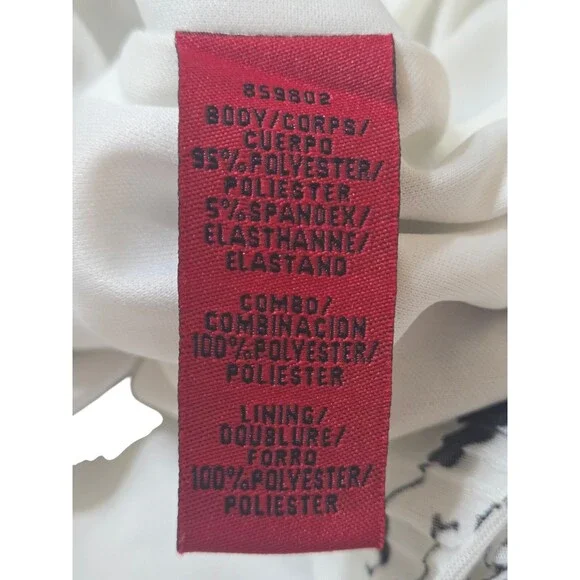 859802
BODY/CORPS/
CUERPO
95%POLYESTER/
POLIESTER
5%SPANDEX/
ELASTHANNE/
ELASTANO
COMBO/
COMBINACION
100%POLYESTER/
POLIESTER
LINING/
DOUBLURE/
FORRO
100%POLYESTER/
POLIESTER